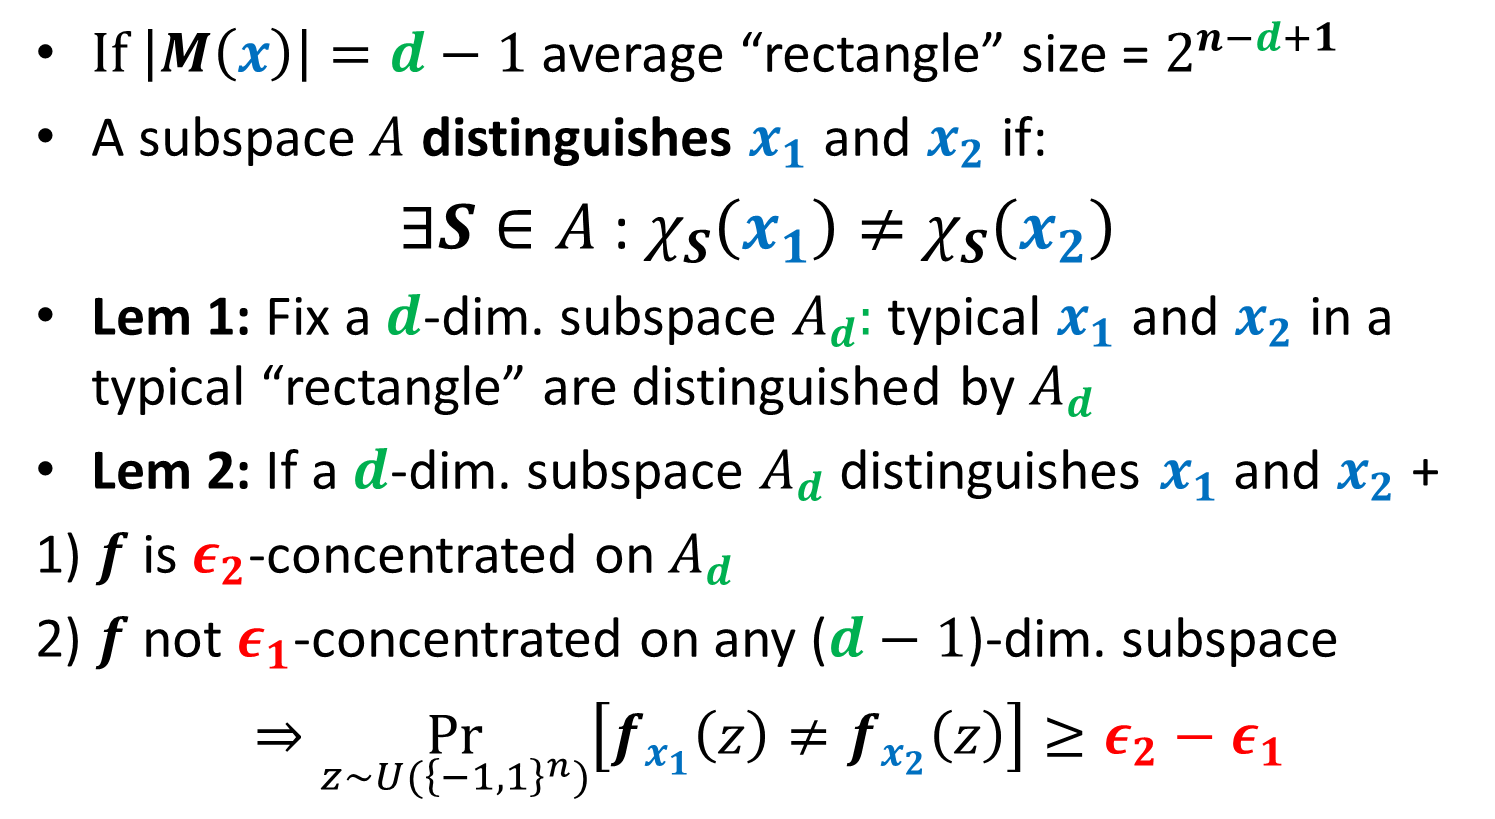 • If |M(x)| = d − 1 average “rectangle” size = 2^{n−d+1}
• A subspace A distinguishes x₁ and x₂ if:
∃S ∈ A : χ_S(x₁) ≠ χ_S(x₂)
• Lem 1: Fix a d-dim. subspace A_d: typical x₁ and x₂ in a
typical “rectangle” are distinguished by A_d
• Lem 2: If a d-dim. subspace A_d distinguishes x₁ and x₂ +
1) f is ϵ₂-concentrated on A_d
2) f not ϵ₁-concentrated on any (d − 1)-dim. subspace
⇒ Pr_{z~U({−1,1}^n)} [f_{x₁}(z) ≠ f_{x₂}(z)] ≥ ϵ₂ − ϵ₁